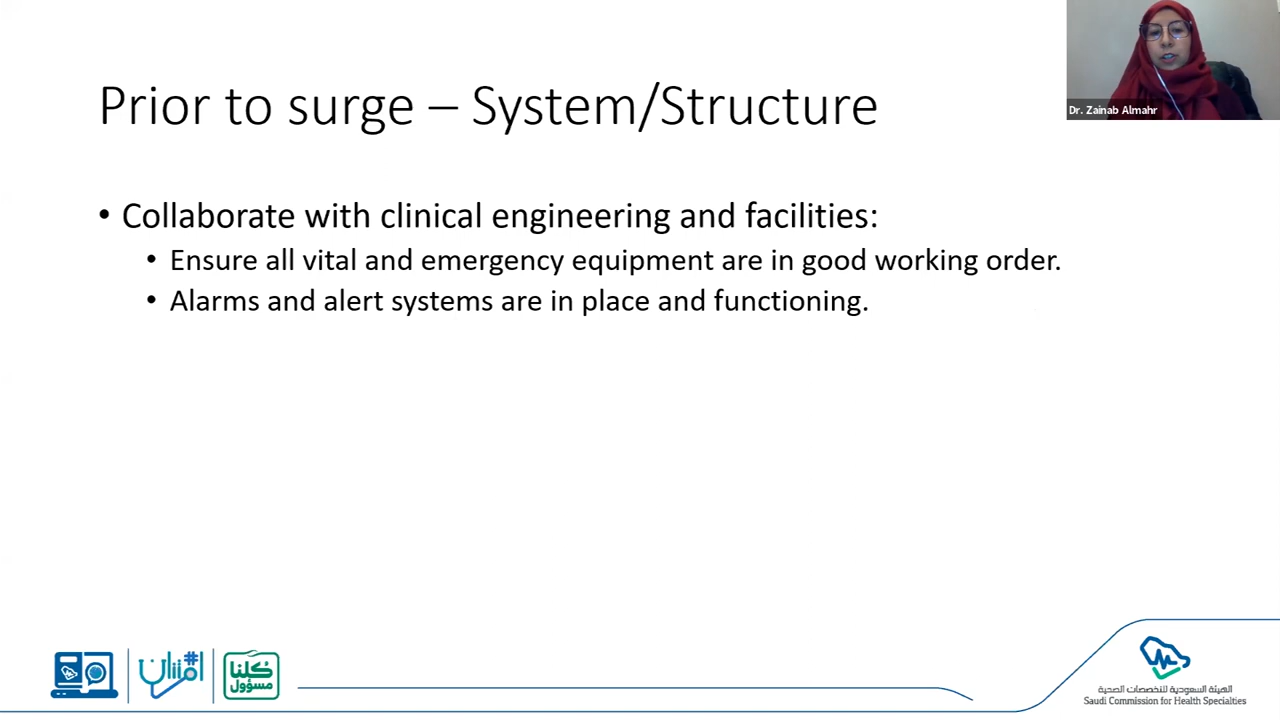 Prior to surge – System/Structure
Dr. Zainab Almahr
• Collaborate with clinical engineering and facilities:
• Ensure all vital and emergency equipment are in good working order.
• Alarms and alert systems are in place and functioning.
#امتنان
كلنا
مسؤول
الهيئة السعودية للتخصصات الصحية
Saudi Commission for Health Specialties